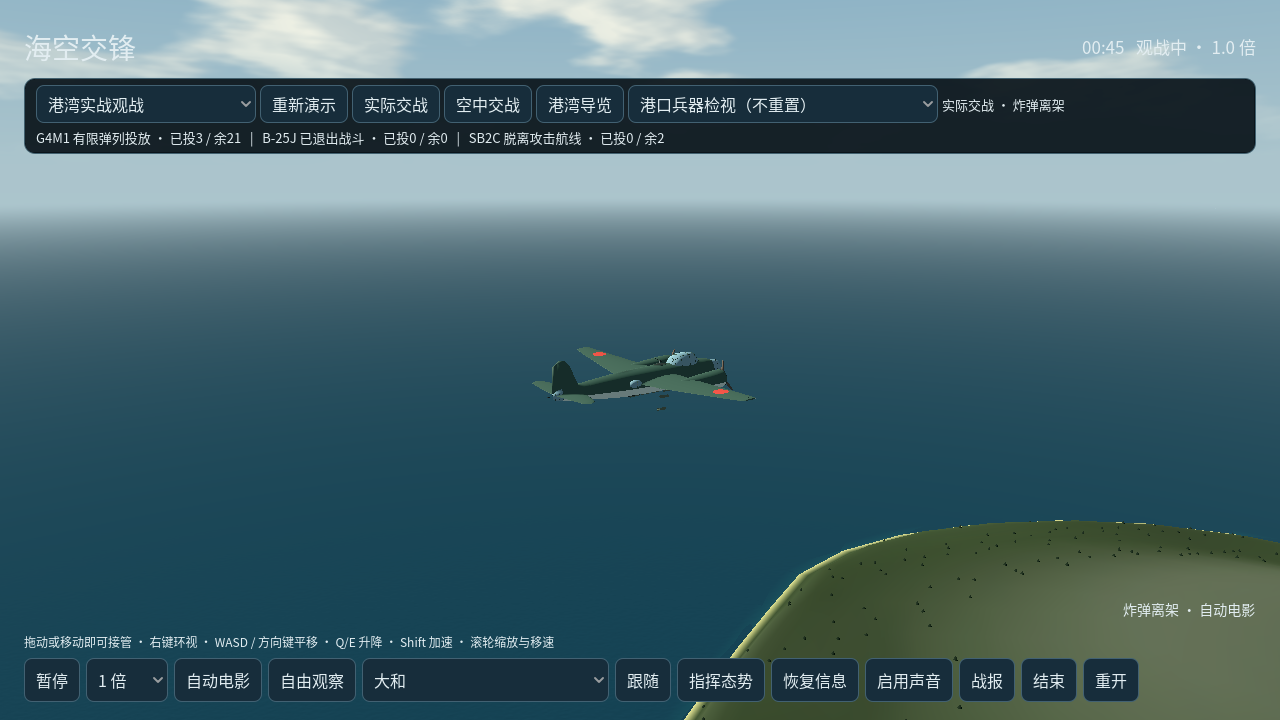 海空交锋
00:45 观战中 · 1.0 倍
港湾实战观战 重新演示 实际交战 空中交战 港湾导览 港口兵器检视（不重置） 实际交战 · 炸弹离架
G4M1 有限弹列投放 · 已投3 / 余21 | B-25J 已退出战斗 · 已投0 / 余0 | SB2C 脱离攻击航线 · 已投0 / 余2
炸弹离架 · 自动电影
拖动或移动即可接管 · 右键环视 · WASD / 方向键平移 · Q/E 升降 · Shift 加速 · 滚轮缩放与移速
暂停 1 倍 自动电影 自由观察 大和 跟随 指挥态势 恢复信息 启用声音 战报 结束 重开